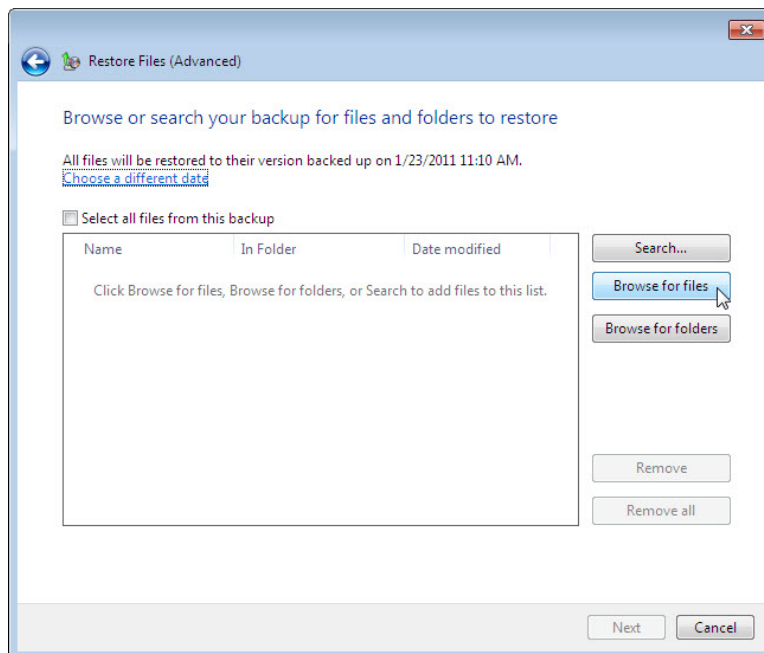 Restore Files (Advanced)
Browse or search your backup for files and folders to restore
All files will be restored to their version backed up on 1/23/2011 11:10 AM.
Choose a different date
Select all files from this backup
Name In Folder Date modified
Click Browse for files, Browse for folders, or Search to add files to this list.
Search...
Browse for files
Browse for folders
Remove
Remove all
Next Cancel